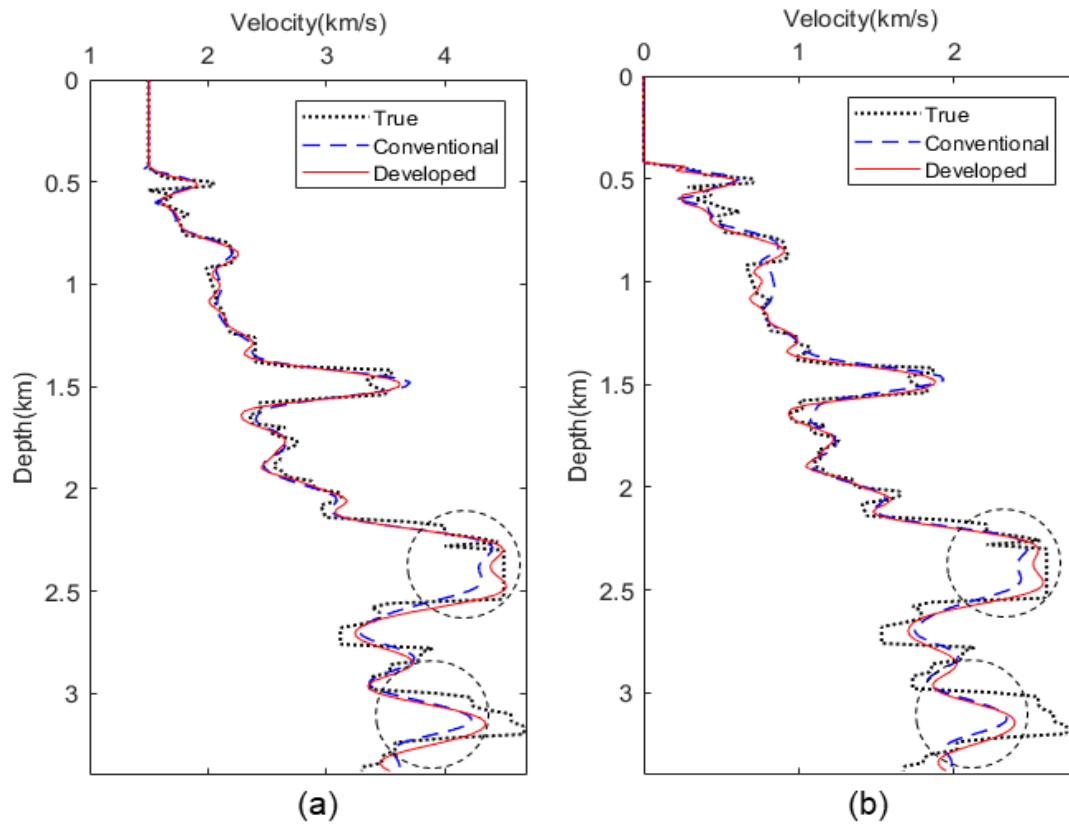 Velocity(km/s)
1 2 3 4
0
0.5
1
1.5
2
2.5
3
Depth(km)
True
Conventional
Developed
(a)
Velocity(km/s)
0 1 2
0
0.5
1
1.5
2
2.5
3
Depth(km)
True
Conventional
Developed
(b)